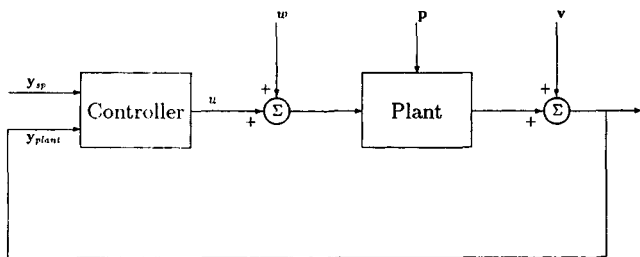 w
p
v
y_sp
+
+
Controller
u
Σ
Plant
Σ
+
+
y_plant